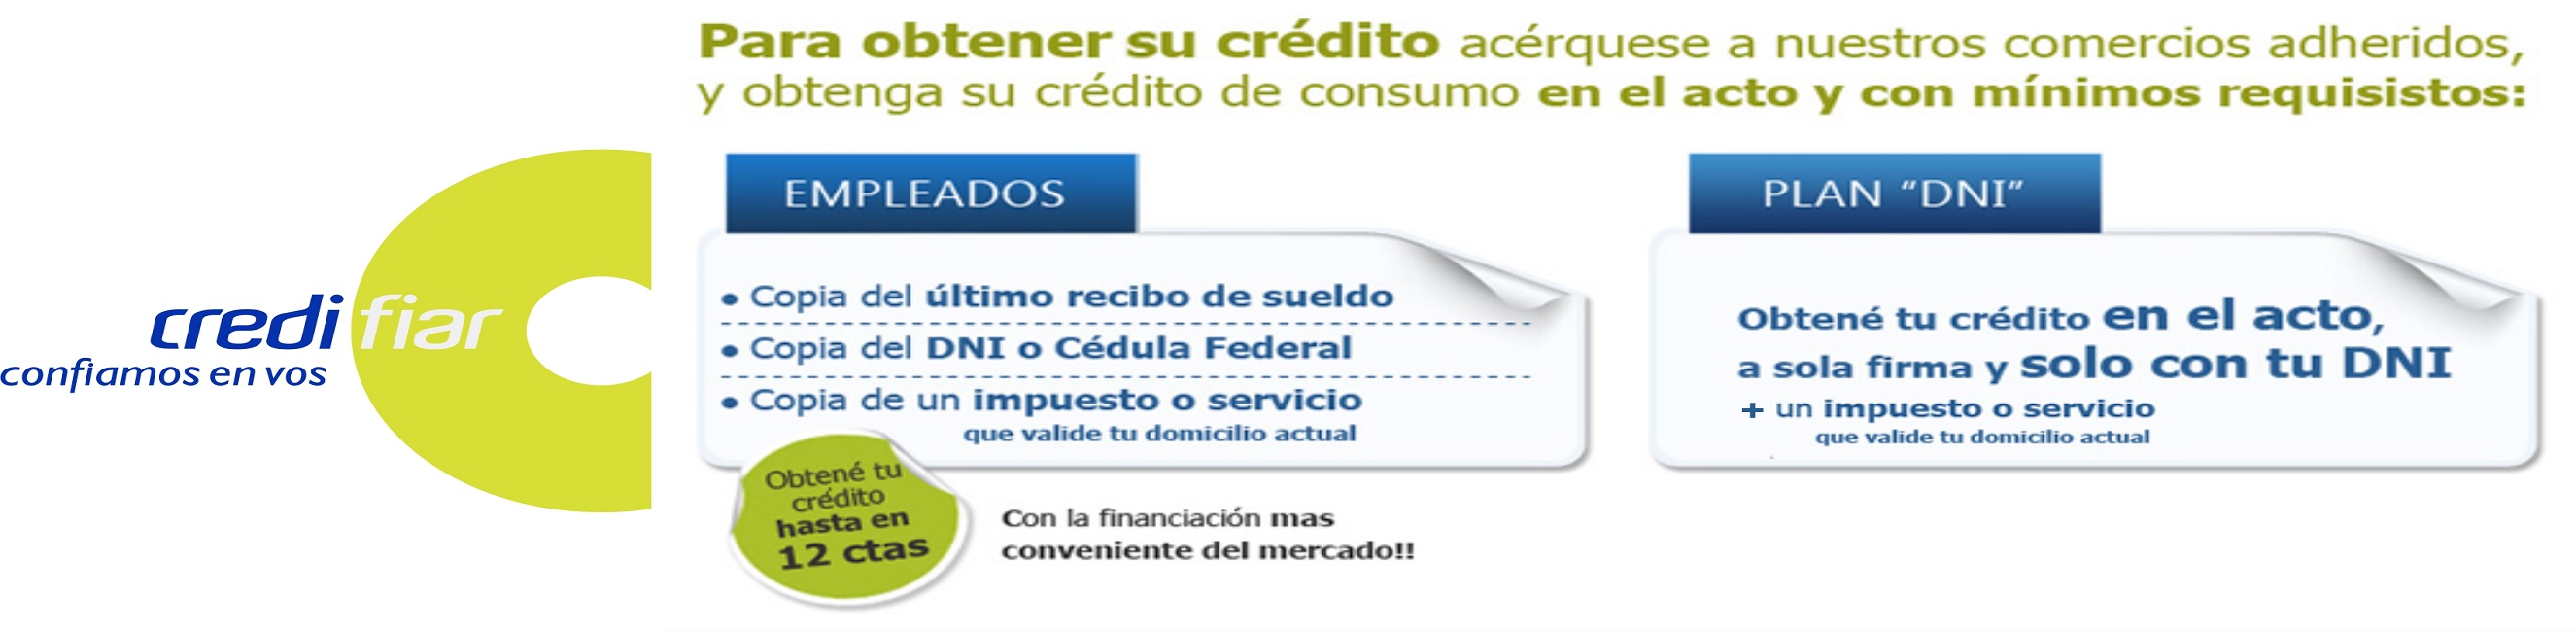 Para obtener su crédito acérquese a nuestros comercios adheridos,
y obtenga su crédito de consumo en el acto y con mínimos requisistos:
credifiar
confiamos en vos
EMPLEADOS
• Copia del último recibo de sueldo
• Copia del DNI o Cédula Federal
• Copia de un impuesto o servicio
que valide tu domicilio actual
Obtené tu
crédito
hasta en
12 ctas
Con la financiación mas
conveniente del mercado!!
PLAN “DNI”
Obtené tu crédito en el acto,
a sola firma y solo con tu DNI
+ un impuesto o servicio
que valide tu domicilio actual